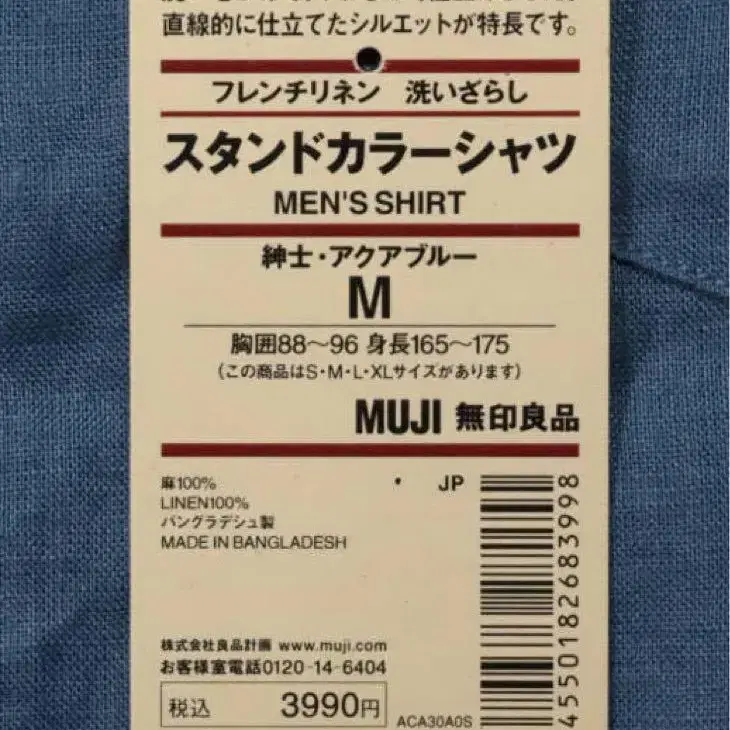 直線的に仕立てたシルエットが特長です。
フレンチリネン 洗いざらし
スタンドカラーシャツ
MEN'S SHIRT
紳士・アクアブルー
M
胸囲88〜96 身長165〜175
(この商品はS・M・L・XLサイズがあります)
MUJI 無印良品
麻100%
LINEN100%
バングラデシュ製
MADE IN BANGLADESH
JP
4550182683998
株式会社良品計画 www.muji.com
お客様室電話0120-14-6404
税込 3990円
ACA30A0S